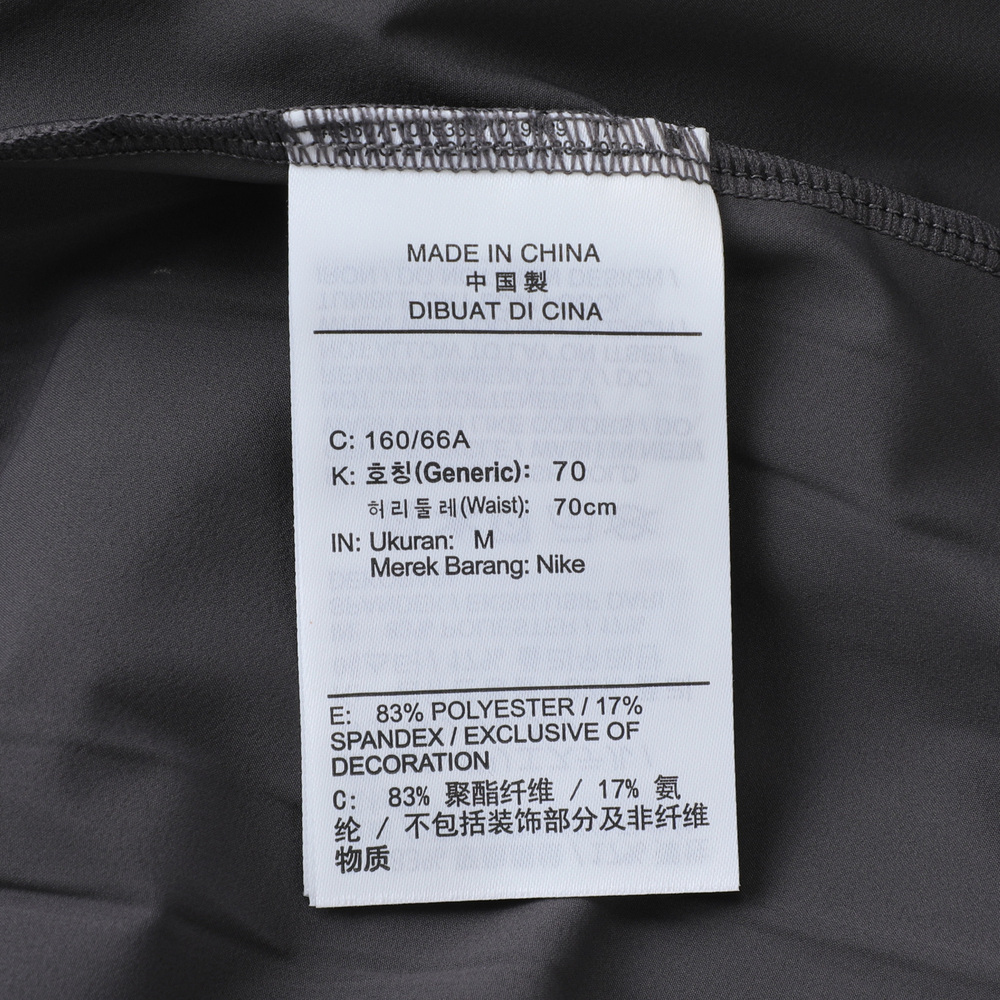 MADE IN CHINA
中国製
DIBUAT DI CINA
C: 160/66A
K: 호칭(Generic): 70
허리둘레(Waist): 70cm
IN: Ukuran: M
Merek Barang: Nike
E: 83% POLYESTER / 17%
SPANDEX / EXCLUSIVE OF
DECORATION
C: 83% 聚酯纤维 / 17% 氨
纶 / 不包括装饰部分及非纤维
物质